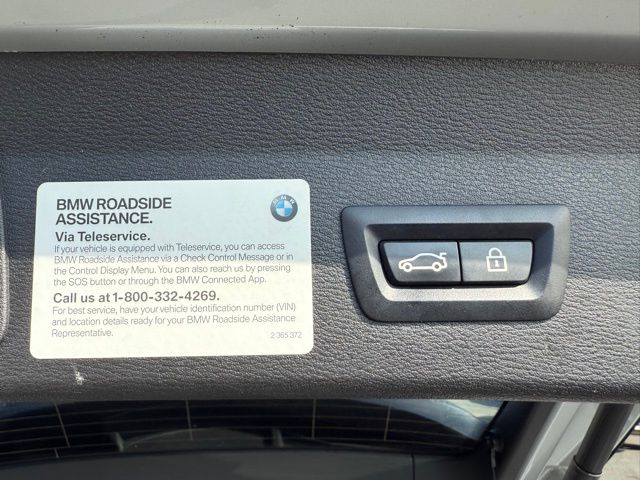 BMW ROADSIDE
ASSISTANCE.
Via Teleservice.
If your vehicle is equipped with Teleservice, you can access
BMW Roadside Assistance via a Check Control Message or in
the Control Display Menu. You can also reach us by pressing
the SOS button or through the BMW Connected App.
Call us at 1-800-332-4269.
For best service, have your vehicle identification number (VIN)
and location details ready for your BMW Roadside Assistance
Representative.
2 365 372